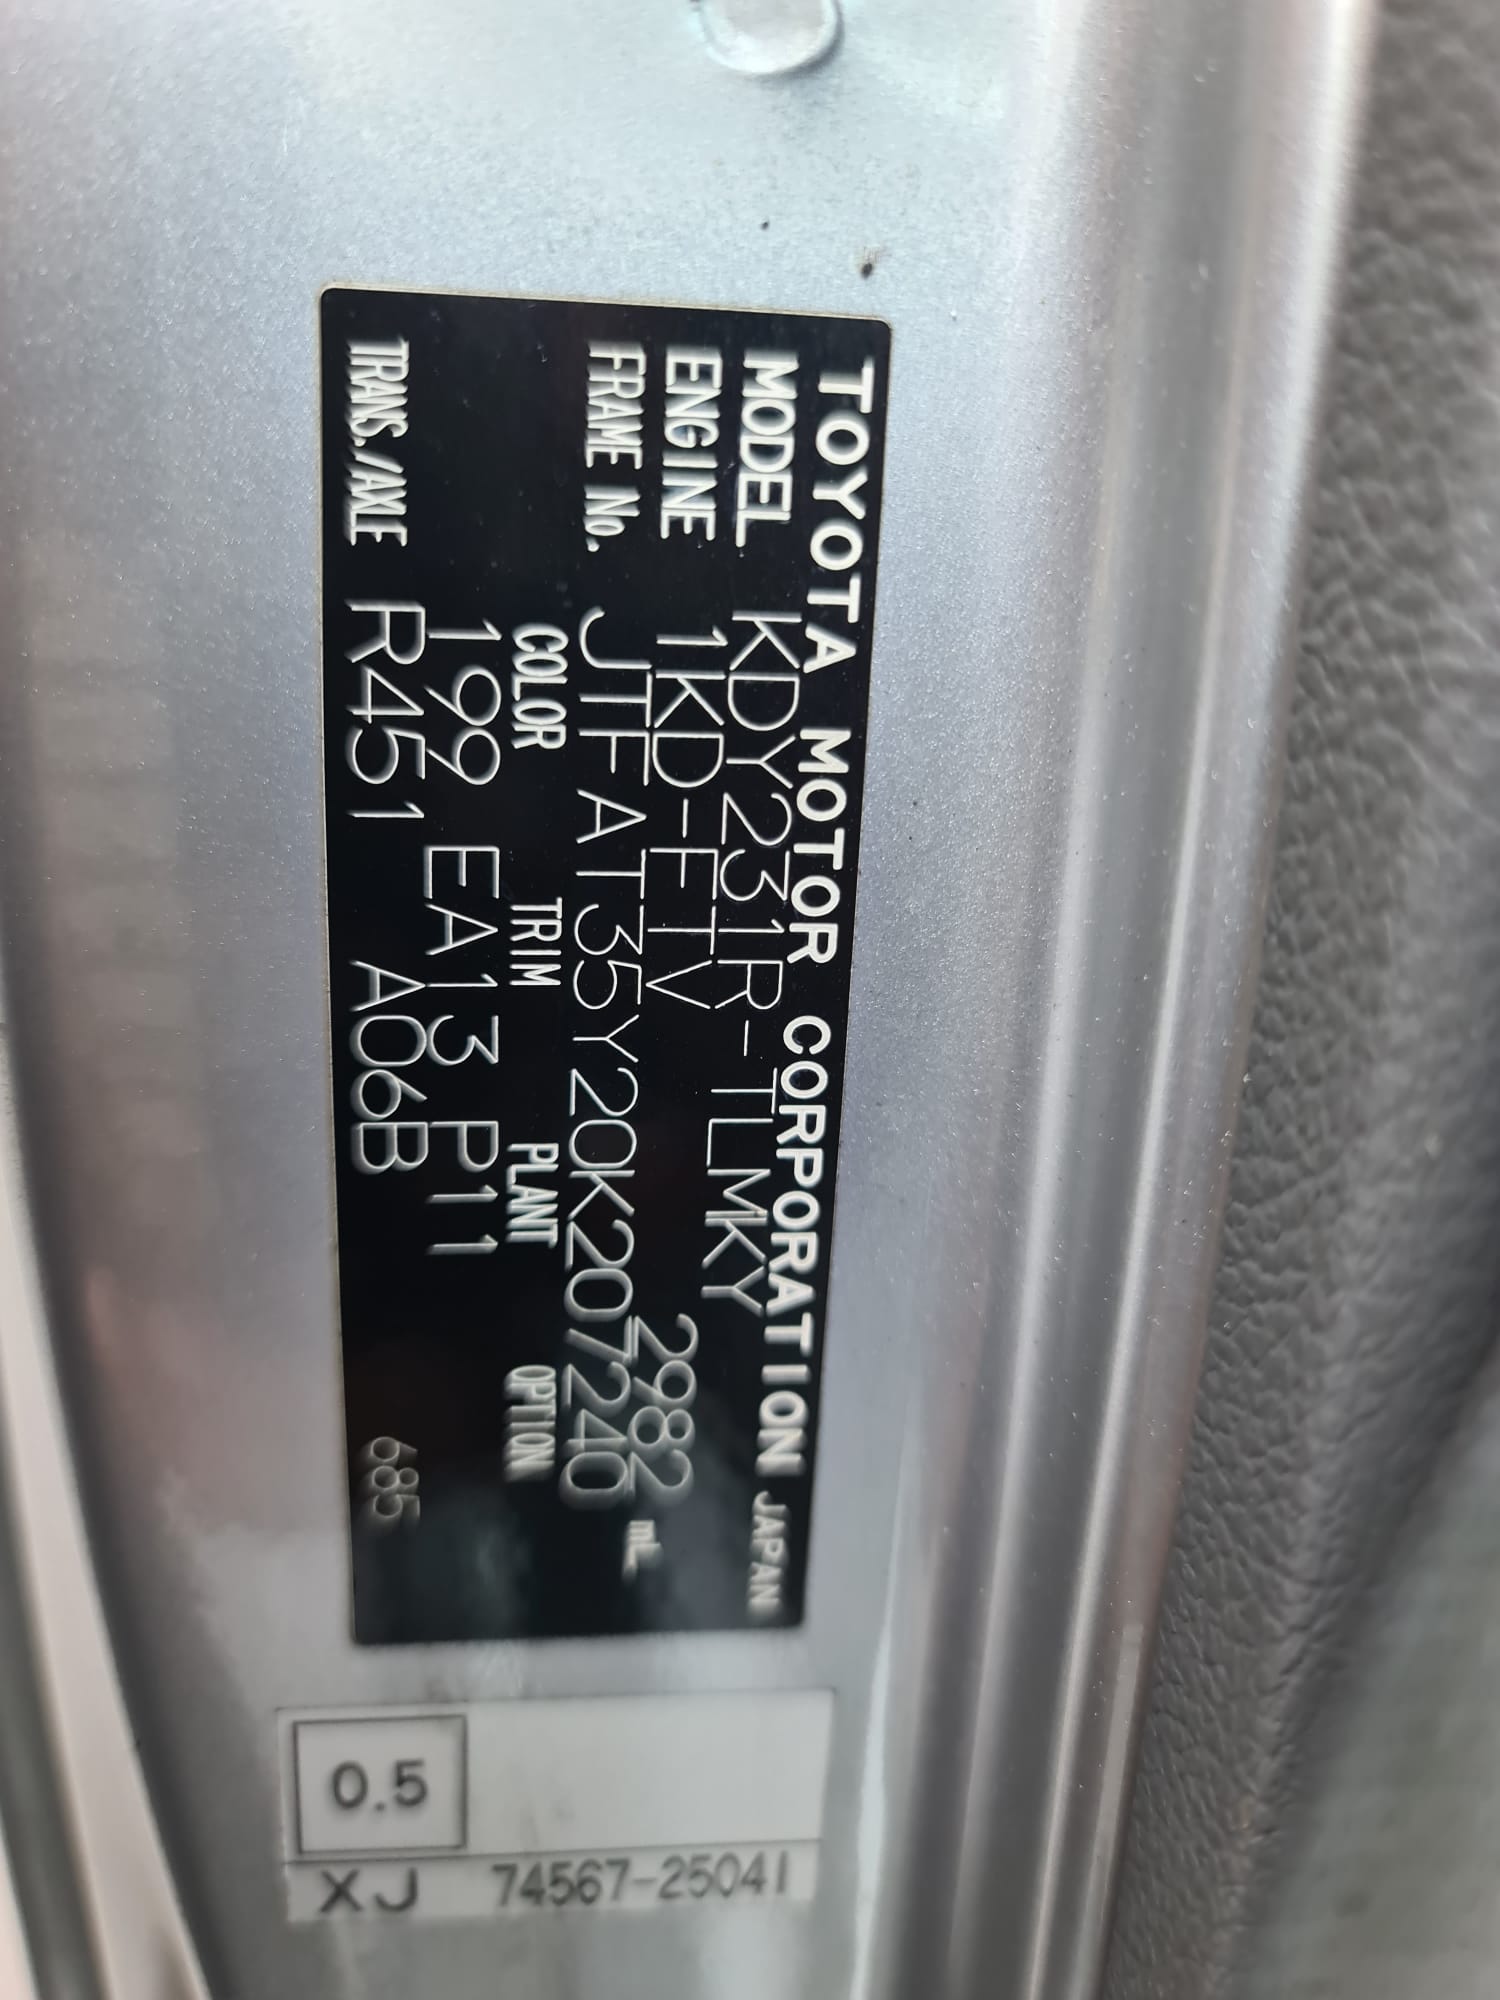 TOYOTA MOTOR CORPORATION JAPAN
MODEL KDY231R-TLMKY
ENGINE 1KD-FTV 2982 mL
FRAME No. JTFAT35Y20K207240
COLOR TRIM PLANT OPTION
199 EA13 P11
TRANS./AXLE R451 A06B 685
0.5
XJ 74567-25041